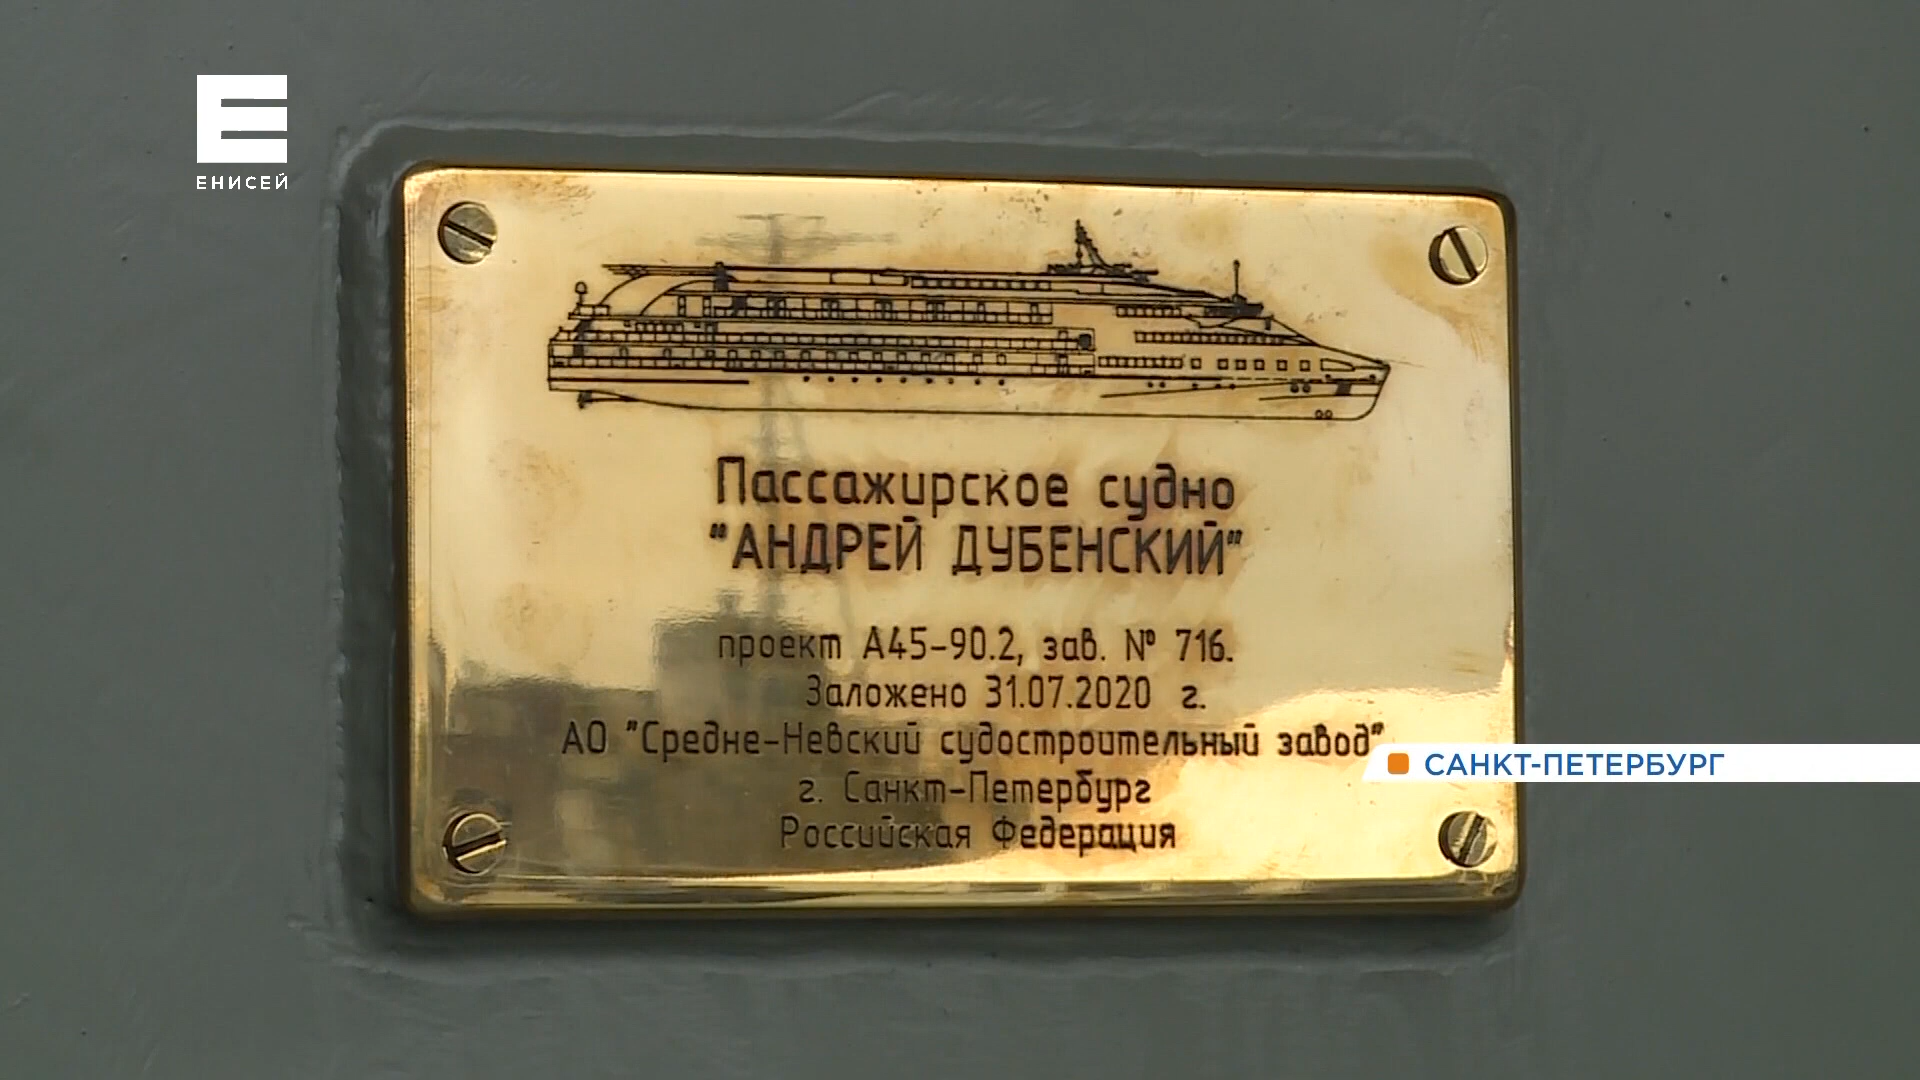 ЕНИСЕЙ
Пассажирское судно
"АНДРЕЙ ДУБЕНСКИЙ"
проект А45-90.2, зав. № 716.
Заложено 31.07.2020 г.
АО "Средне-Невский судостроительный завод"
САНКТ-ПЕТЕРБУРГ
г. Санкт-Петербург
Российская Федерация